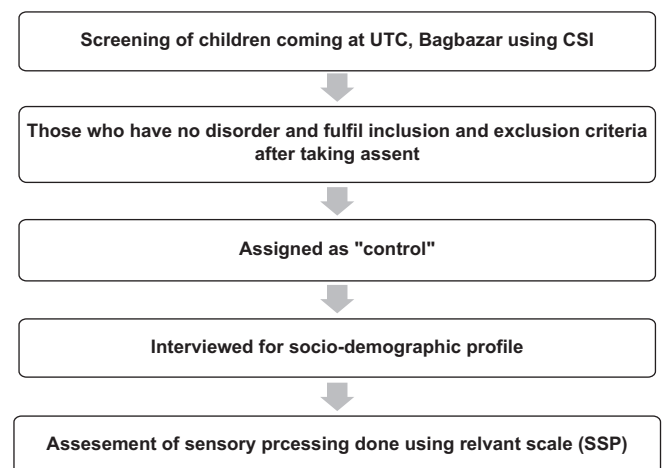 Screening of children coming at UTC, Bagbazar using CSI
Those who have no disorder and fulfil inclusion and exclusion criteria
after taking assent
Assigned as "control"
Interviewed for socio-demographic profile
Assesement of sensory prcessing done using relvant scale (SSP)